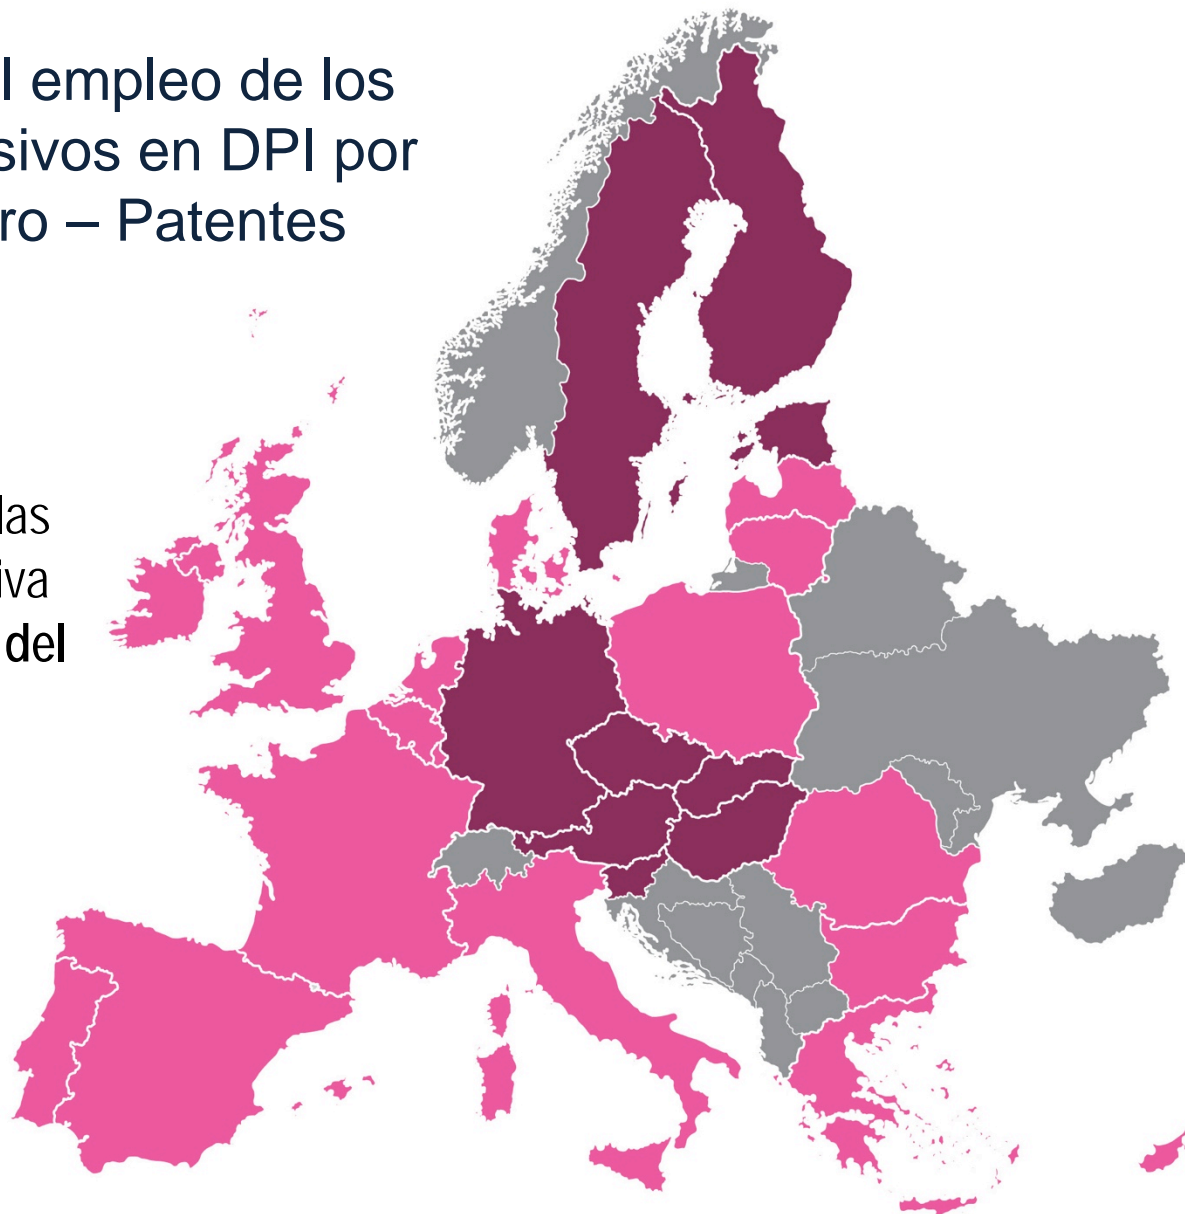 l empleo de los
sivos en DPI por
ro – Patentes
las
iva
del